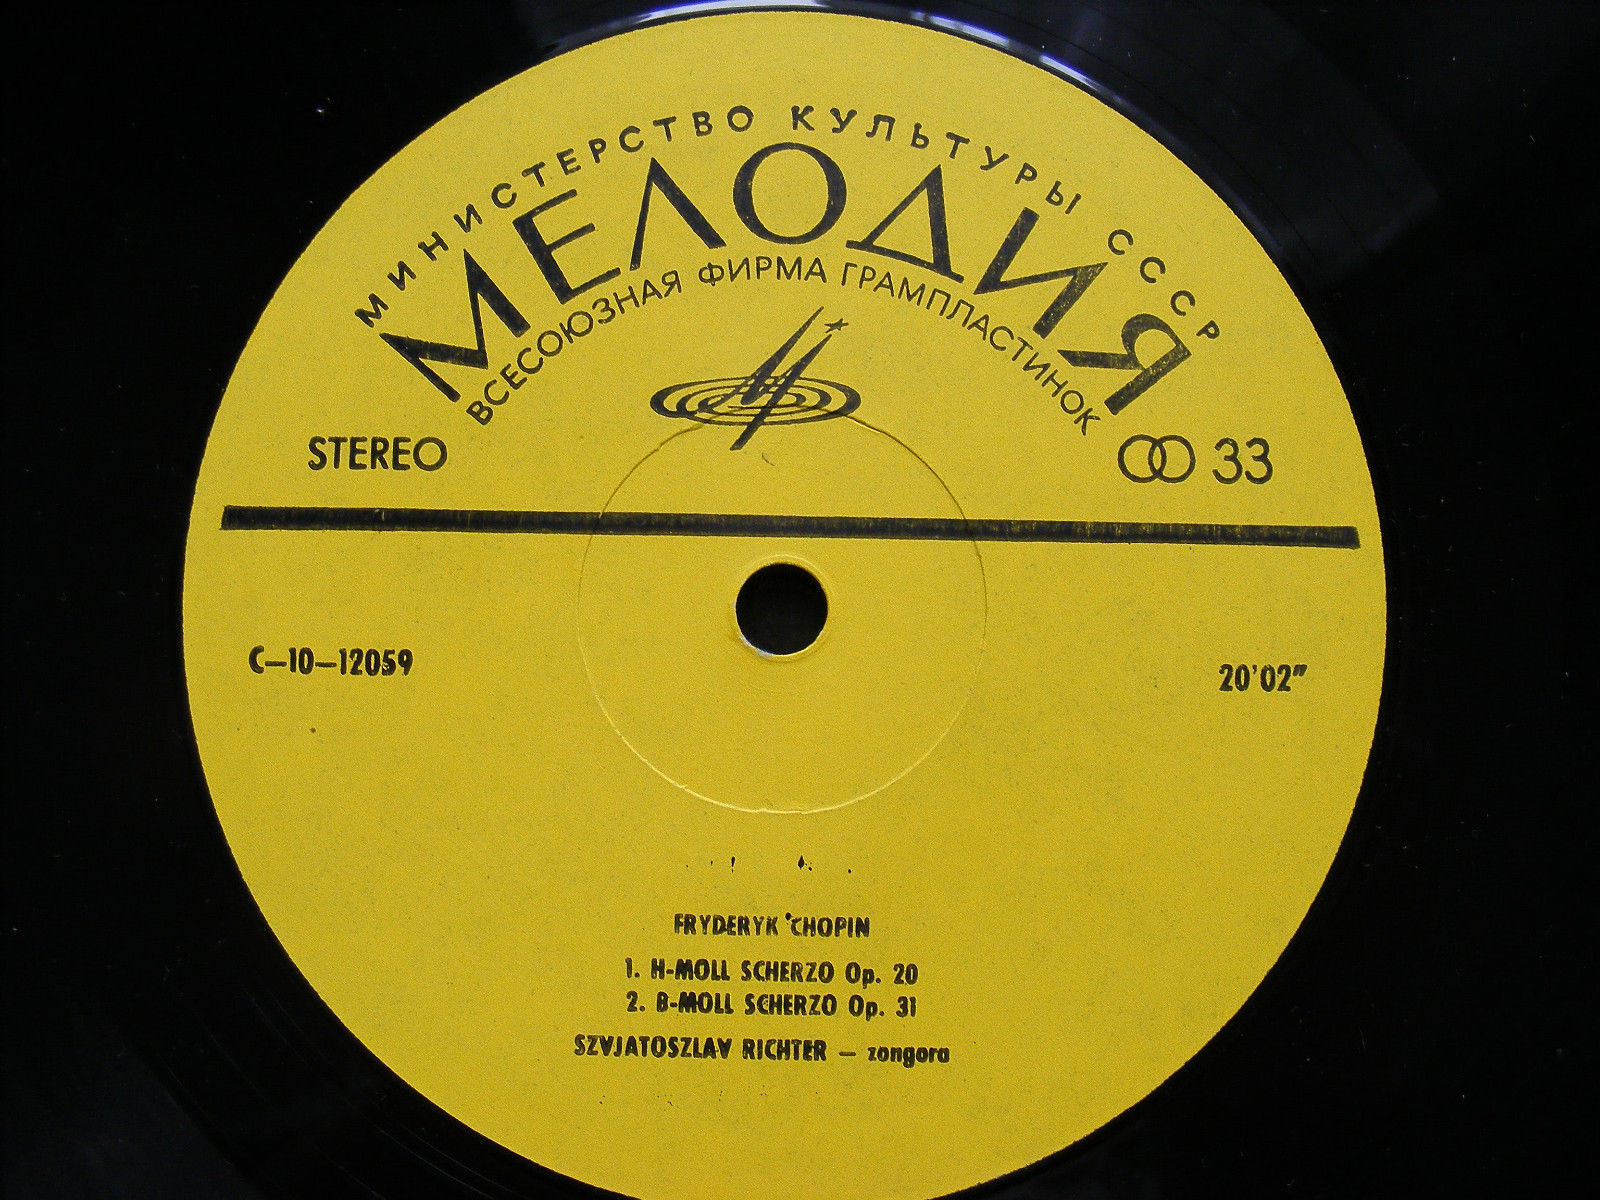 МИНИСТЕРСТВО КУЛЬТУРЫ СССР
МЕЛОДИЯ
ВСЕСОЮЗНАЯ ФИРМА ГРАМПЛАСТИНОК
STEREO
33
C–10–12059
20'02"
FRYDERYK CHOPIN
1. H-MOLL SCHERZO Op. 20
2. B-MOLL SCHERZO Op. 31
SZVJATOSZLAV RICHTER – zongora